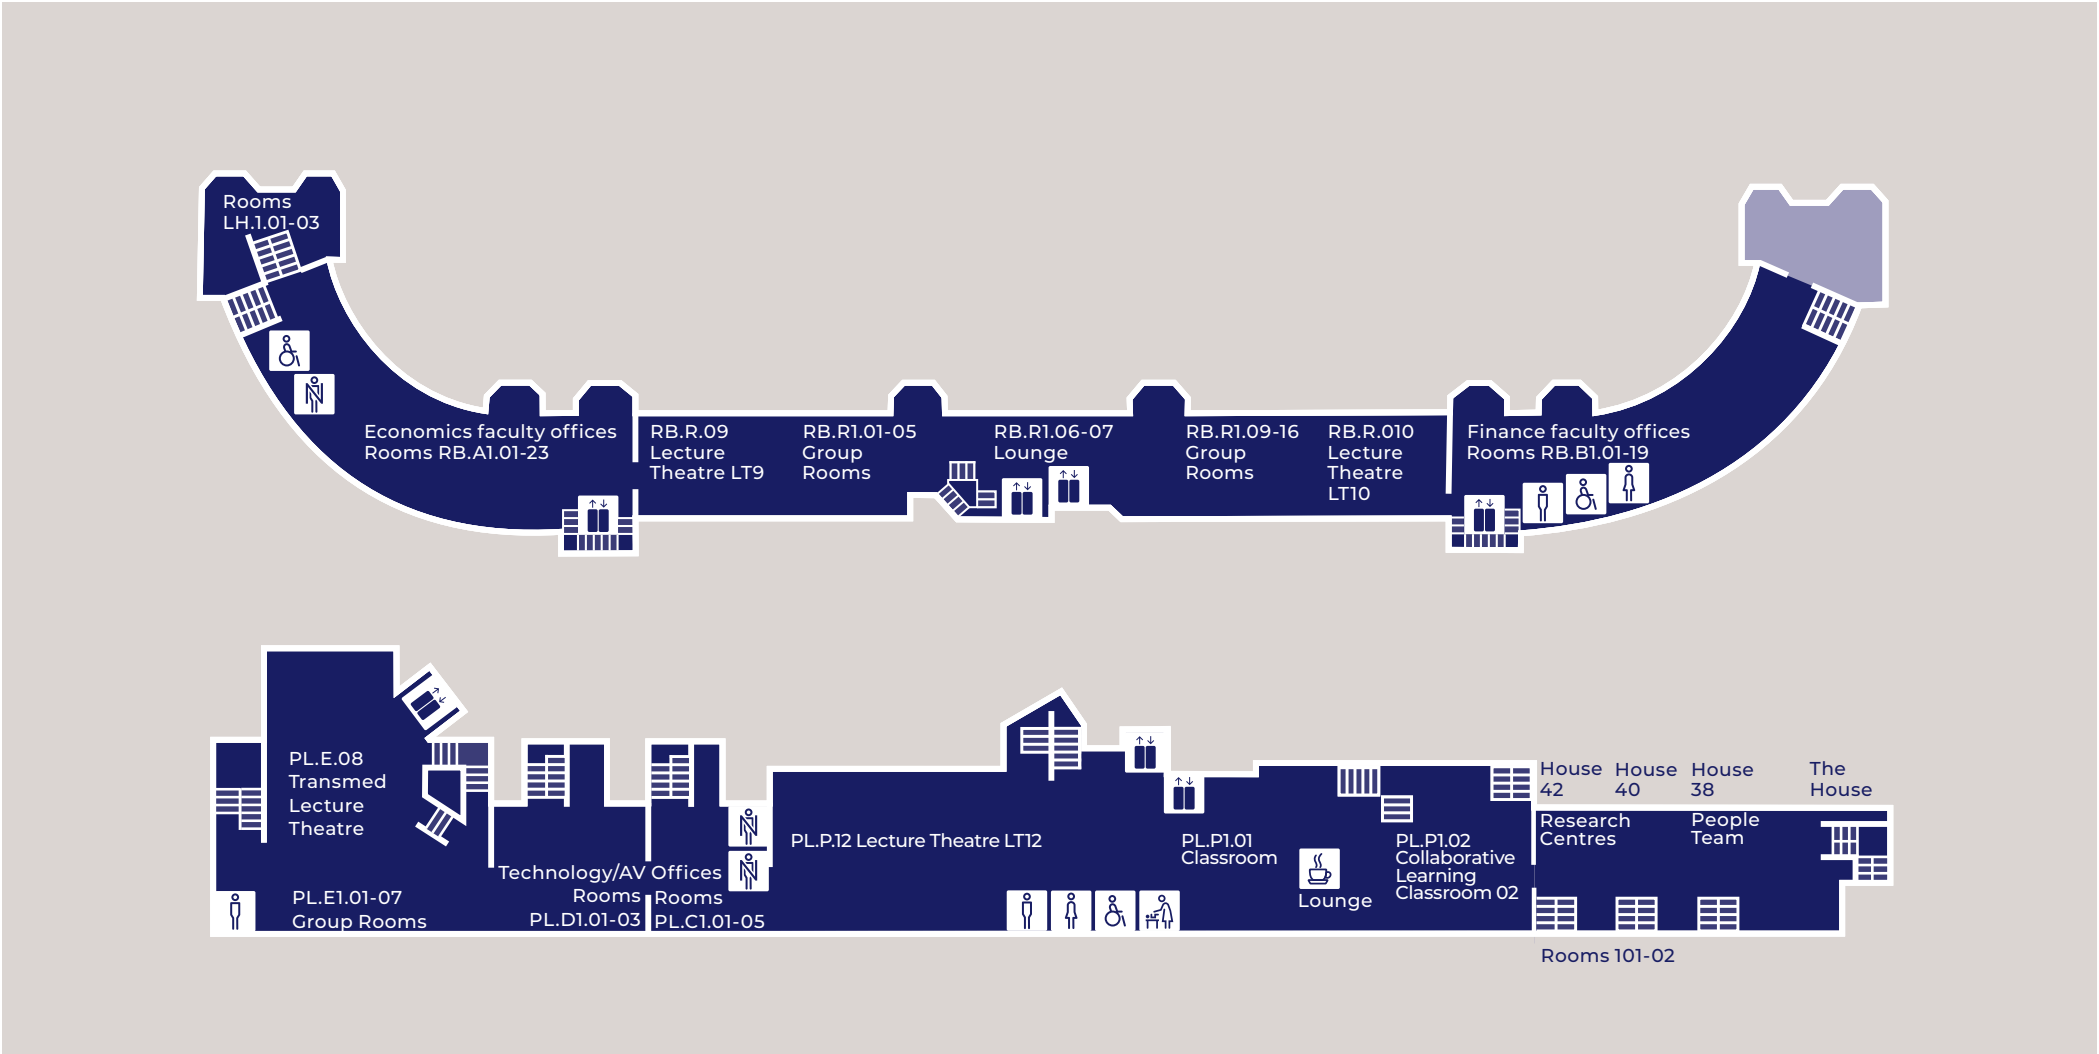 Rooms
LH.1.01-03
Economics faculty offices
Rooms RB.A1.01-23
RB.R.09
Lecture
Theatre LT9
RB.R1.01-05
Group
Rooms
RB.R1.06-07
Lounge
RB.R1.09-16
Group
Rooms
RB.R.010
Lecture
Theatre
LT10
Finance faculty offices
Rooms RB.B1.01-19
PL.E.08
Transmed
Lecture
Theatre
PL.E1.01-07
Group Rooms
Technology/AV Offices
Rooms
PL.D1.01-03
Rooms
PL.C1.01-05
PL.P.12 Lecture Theatre LT12
PL.P1.01
Classroom
Lounge
PL.P1.02
Collaborative
Learning
Classroom 02
House
42
House
40
House
38
The
House
Research
Centres
People
Team
Rooms 101-02